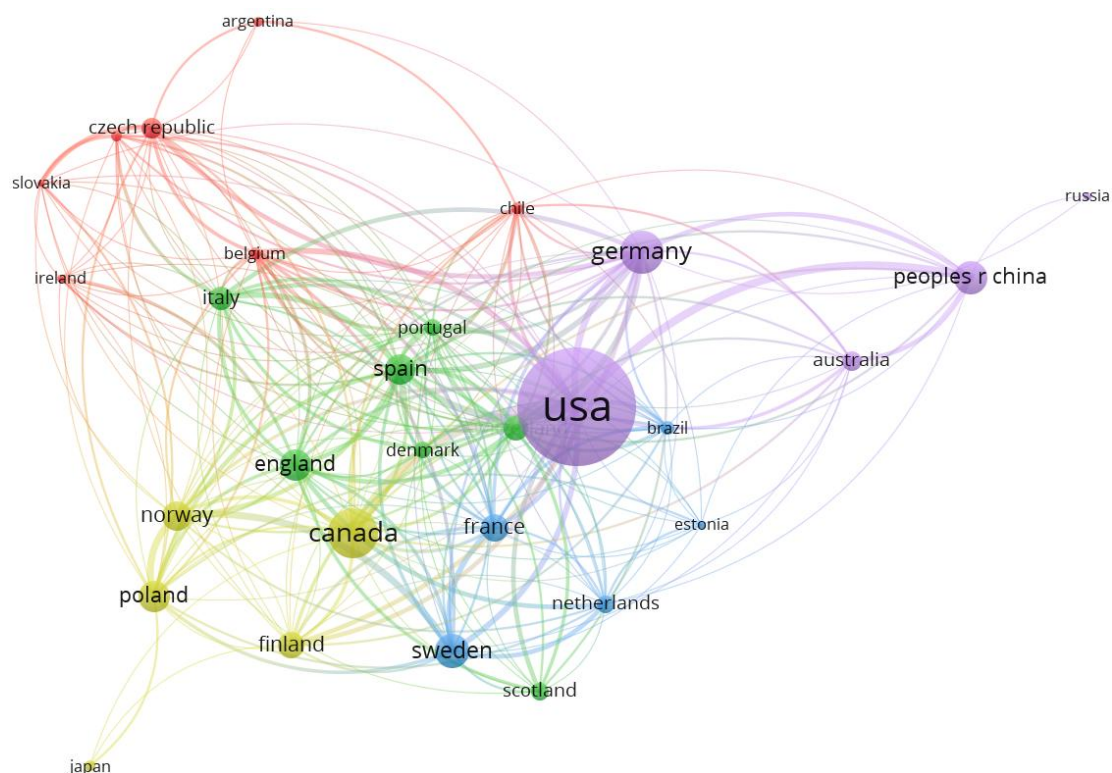 argentina
czech republic
slovakia
russia
chile
germany
belgium
peoples r china
ireland
italy
portugal
australia
spain
usa
brazil
denmark
england
norway
france
estonia
canada
poland
netherlands
finland
sweden
scotland
japan